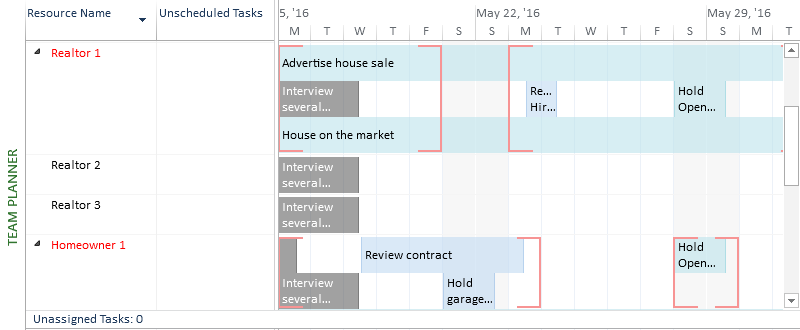 Resource Name
Unscheduled Tasks
5, '16
May 22, '16
May 29, '16
M T W T F S S M T W T F S S M T
TEAM PLANNER
Realtor 1
Advertise house sale
Interview
several...
Re...
Hir...
Hold
Open...
House on the market
Realtor 2
Interview
several...
Realtor 3
Interview
several...
Homeowner 1
Review contract
Hold
Open...
Interview
several...
Hold
garage...
Unassigned Tasks: 0